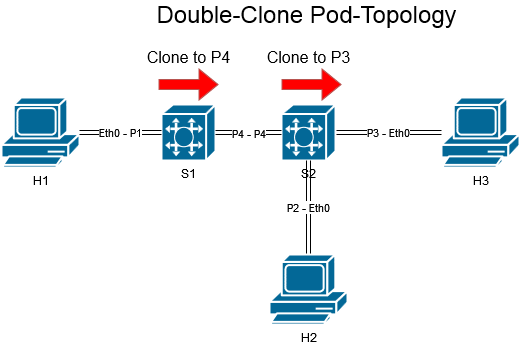 Double-Clone Pod-Topology
Clone to P4
Clone to P3
Eth0 - P1
P4 - P4
P3 - Eth0
H1
S1
S2
H3
P2 - Eth0
H2